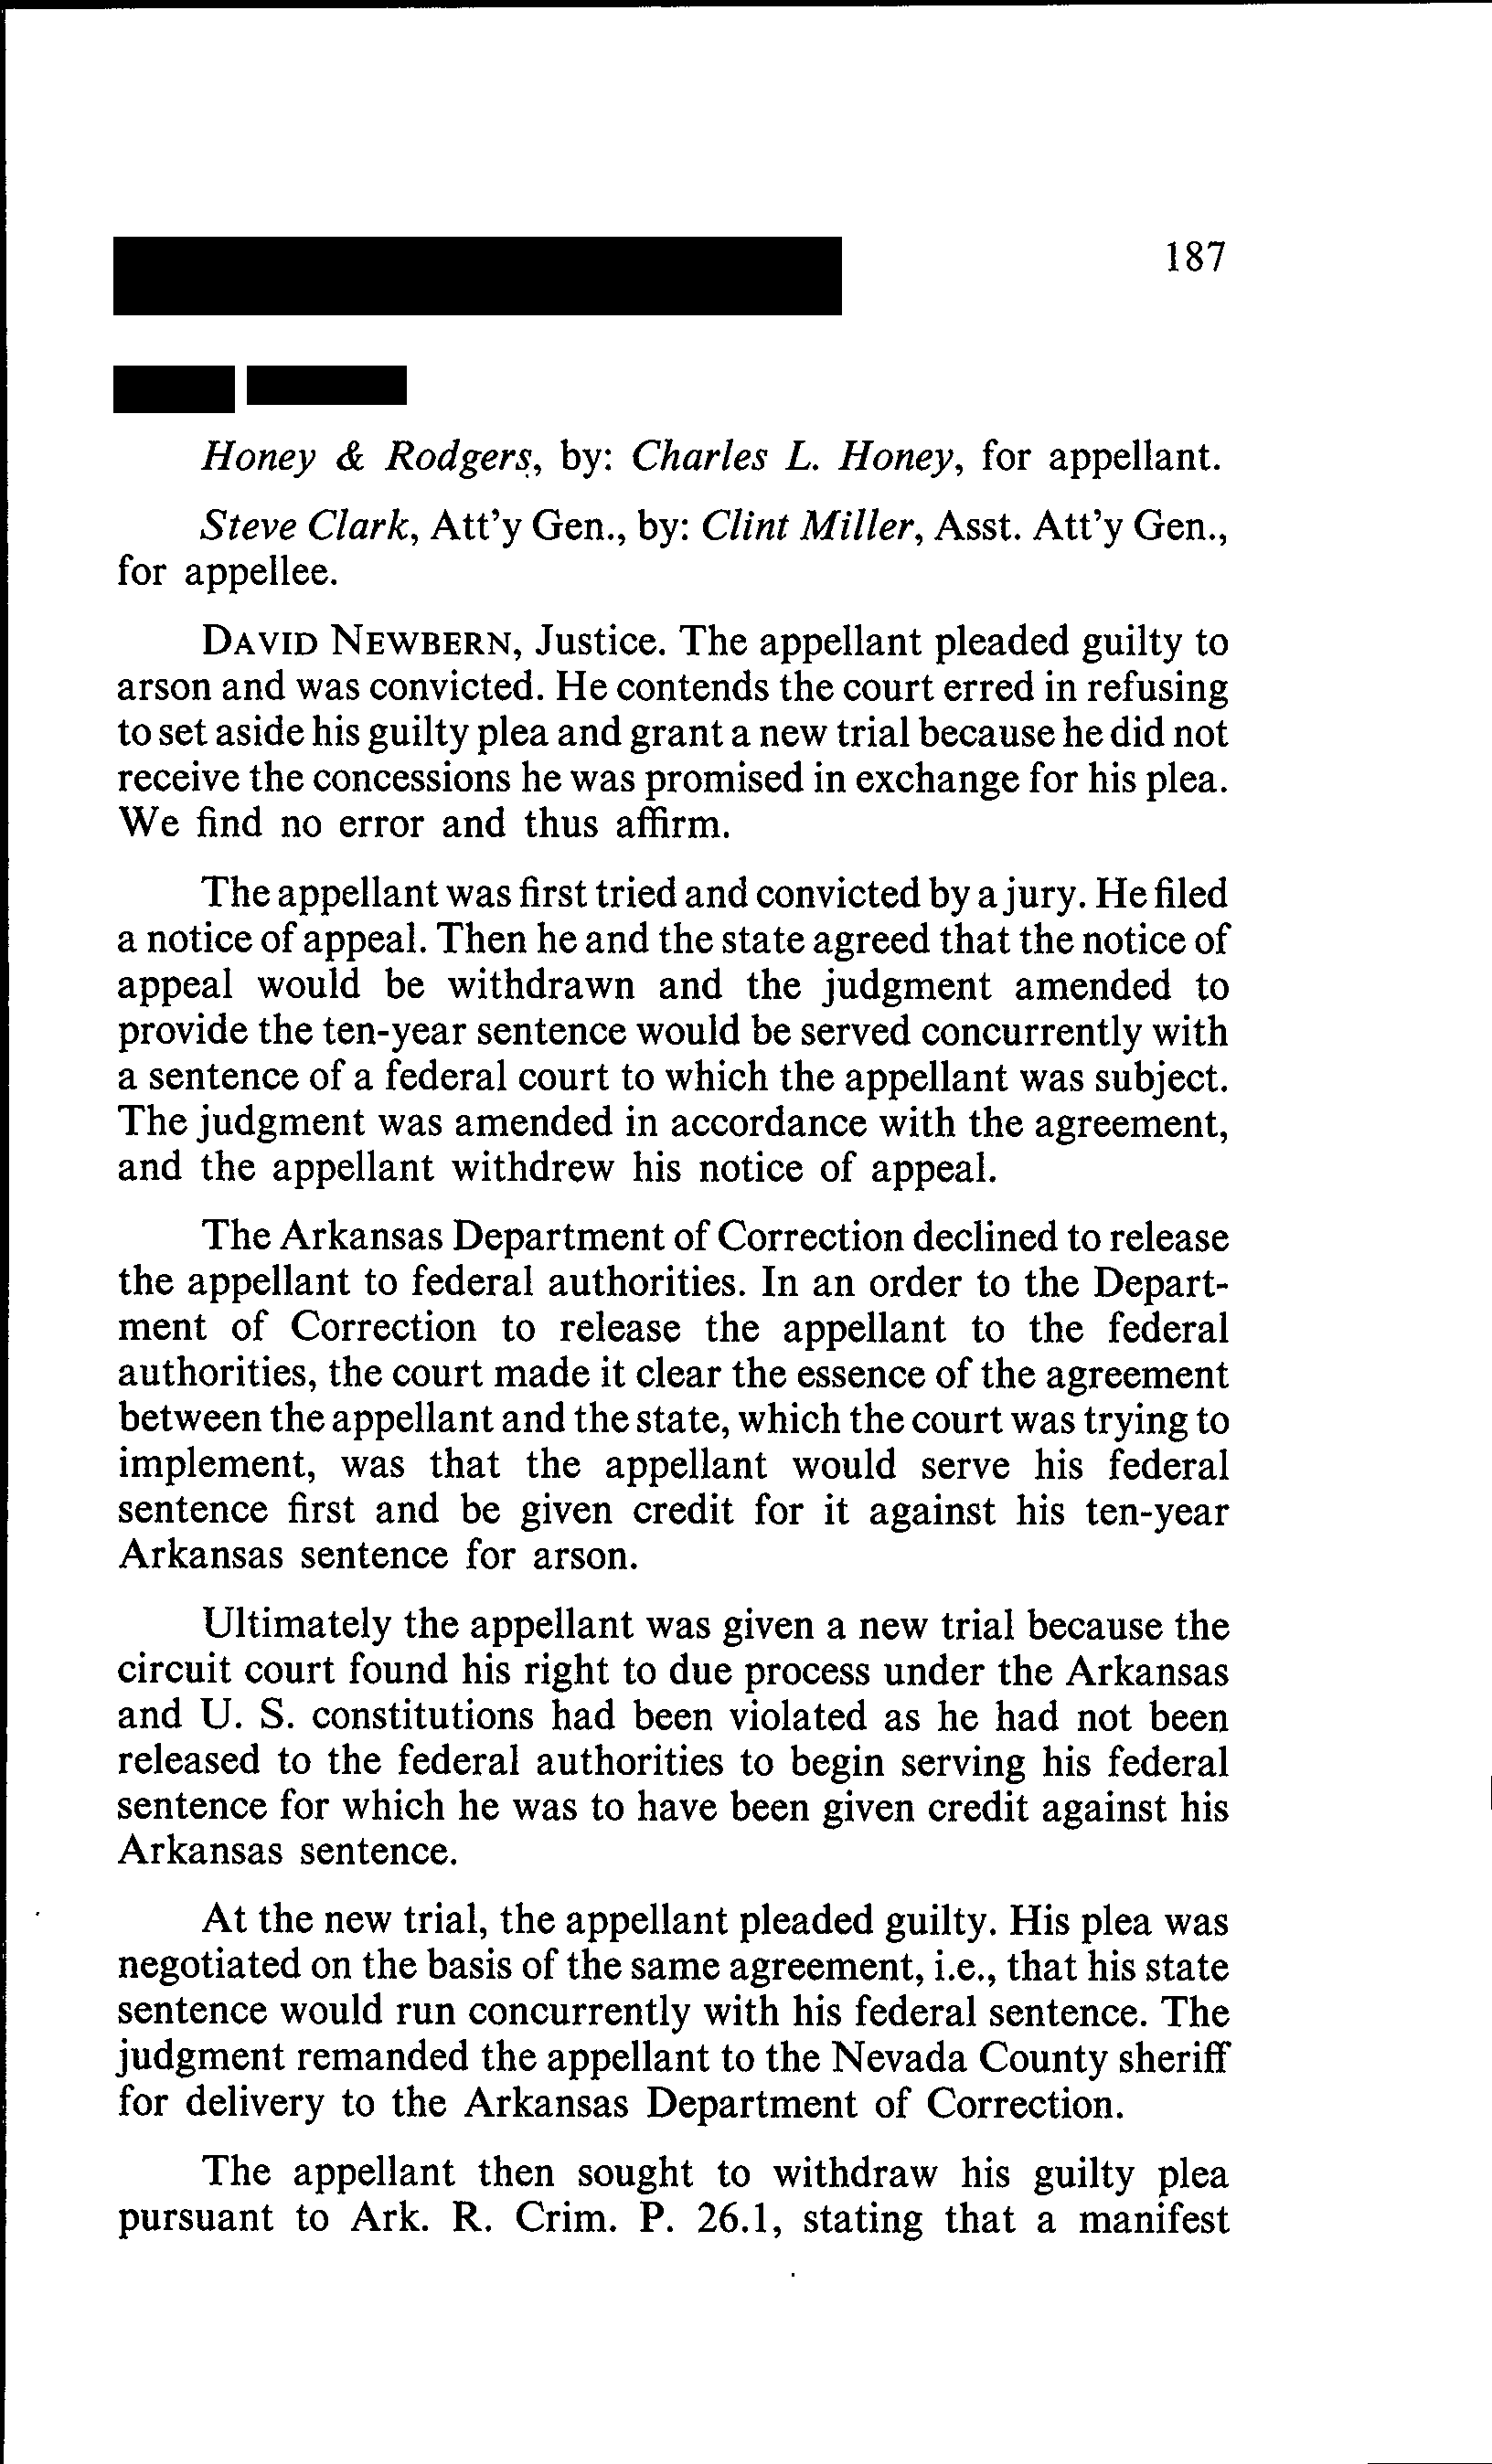 187
Honey & Rodgers, by: Charles L. Honey, for appellant.
Steve Clark, Att'y Gen., by: Clint Miller, Asst. Att'y Gen.,
for appellee.
DAVID NEWBERN, Justice. The appellant pleaded guilty to
arson and was convicted. He contends the court erred in refusing
to set aside his guilty plea and grant a new trial because he did not
receive the concessions he was promised in exchange for his plea.
We find no error and thus affirm.
The appellant was first tried and convicted by a jury. He filed
a notice of appeal. Then he and the state agreed that the notice of
appeal would be withdrawn and the judgment amended to
provide the ten-year sentence would be served concurrently with
a sentence of a federal court to which the appellant was subject.
The judgment was amended in accordance with the agreement,
and the appellant withdrew his notice of appeal.
The Arkansas Department of Correction declined to release
the appellant to federal authorities. In an order to the Depart-
ment of Correction to release the appellant to the federal
authorities, the court made it clear the essence of the agreement
between the appellant and the state, which the court was trying to
implement, was that the appellant would serve his federal
sentence first and be given credit for it against his ten-year
Arkansas sentence for arson.
Ultimately the appellant was given a new trial because the
circuit court found his right to due process under the Arkansas
and U. S. constitutions had been violated as he had not been
released to the federal authorities to begin serving his federal
sentence for which he was to have been given credit against his
Arkansas sentence.
At the new trial, the appellant pleaded guilty. His plea was
negotiated on the basis of the same agreement, i.e., that his state
sentence would run concurrently with his federal sentence. The
judgment remanded the appellant to the Nevada County sheriff
for delivery to the Arkansas Department of Correction.
The appellant then sought to withdraw his guilty plea
pursuant to Ark. R. Crim. P. 26.1, stating that a manifest